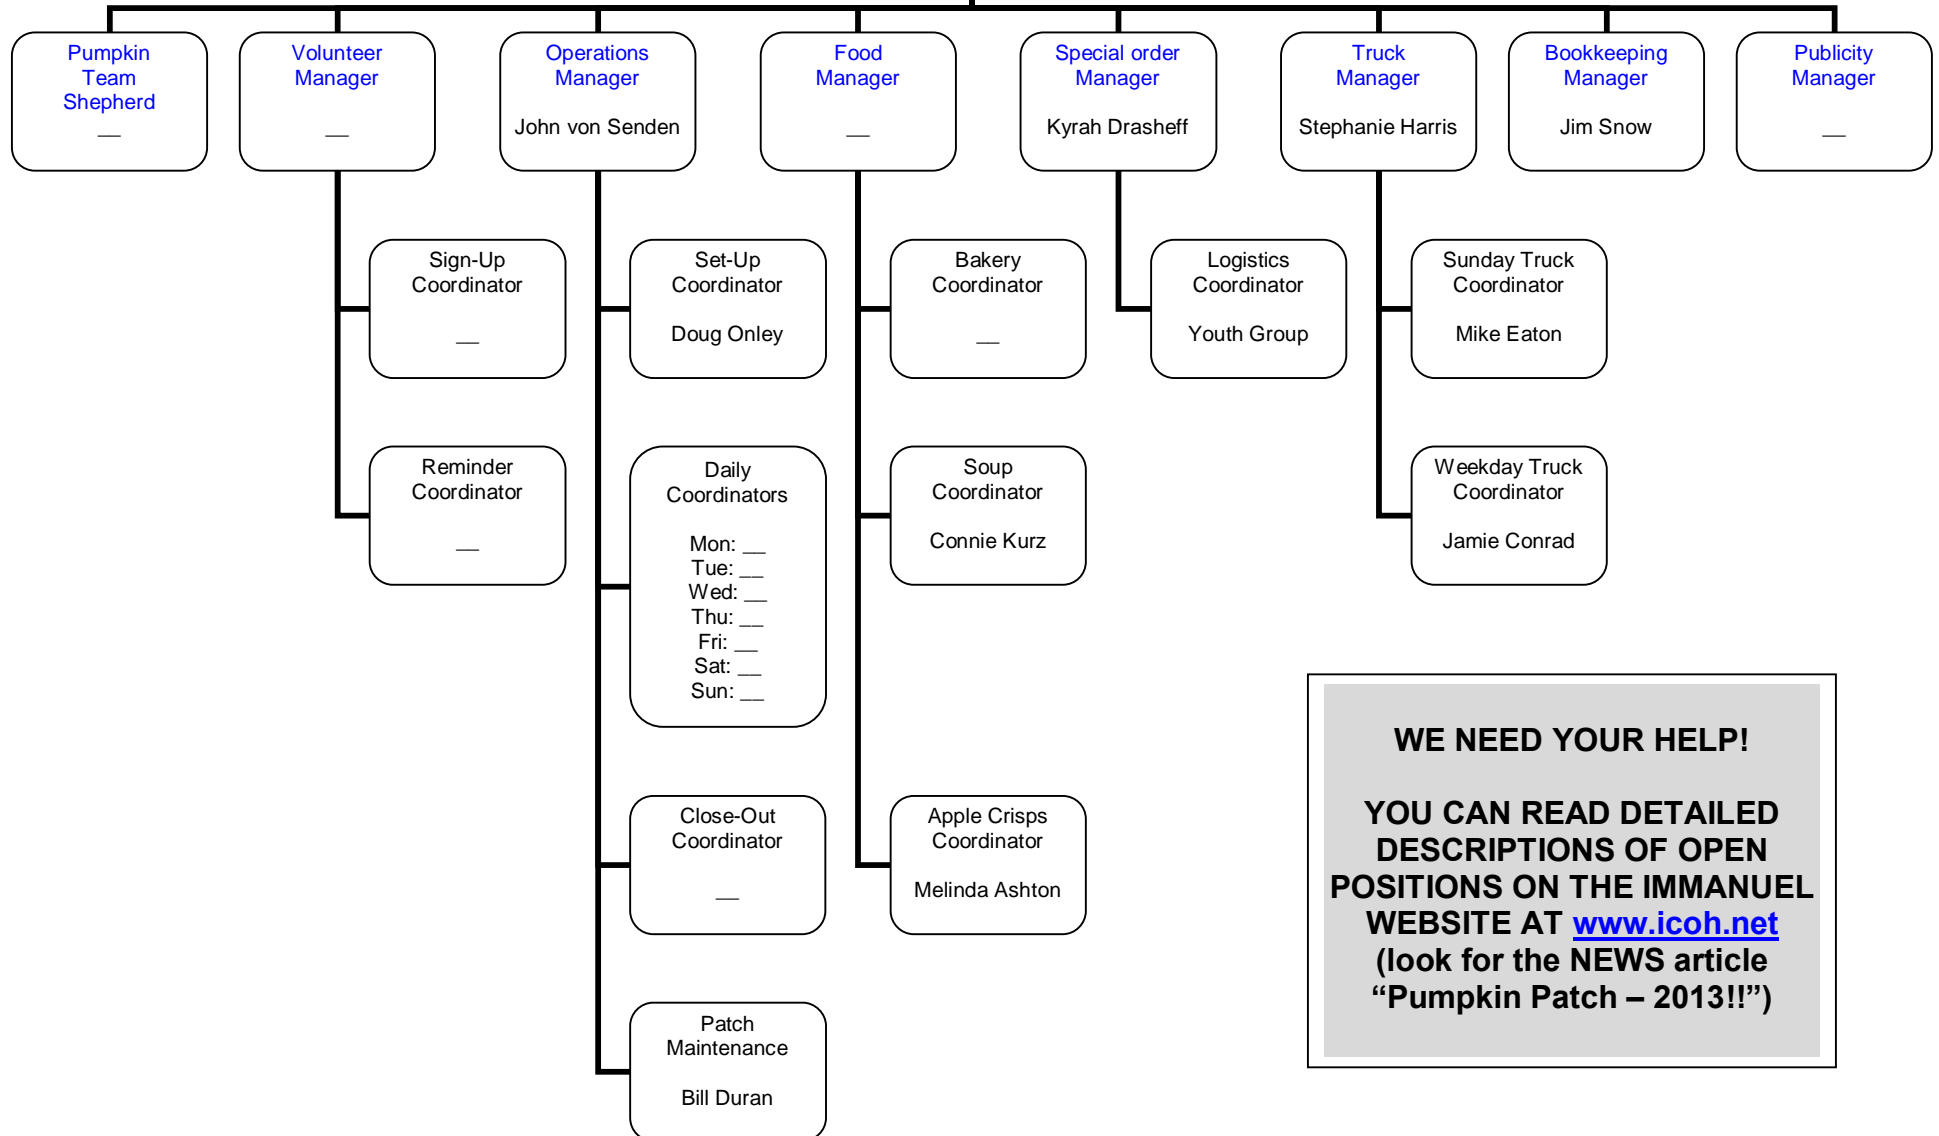 Pumpkin
Team
Shepherd
__
Volunteer
Manager
__
Operations
Manager
John von Senden
Food
Manager
__
Special order
Manager
Kyrah Drasheff
Truck
Manager
Stephanie Harris
Bookkeeping
Manager
Jim Snow
Publicity
Manager
__
Sign-Up
Coordinator
__
Set-Up
Coordinator
Doug Onley
Bakery
Coordinator
__
Logistics
Coordinator
Youth Group
Sunday Truck
Coordinator
Mike Eaton
Reminder
Coordinator
__
Daily
Coordinators
Mon: __
Tue: __
Wed: __
Thu: __
Fri: __
Sat: __
Sun: __
Soup
Coordinator
Connie Kurz
Weekday Truck
Coordinator
Jamie Conrad
Close-Out
Coordinator
__
Apple Crisps
Coordinator
Melinda Ashton
Patch
Maintenance
Bill Duran
WE NEED YOUR HELP!
YOU CAN READ DETAILED
DESCRIPTIONS OF OPEN
POSITIONS ON THE IMMANUEL
WEBSITE AT www.icoh.net
(look for the NEWS article
“Pumpkin Patch – 2013!!”)